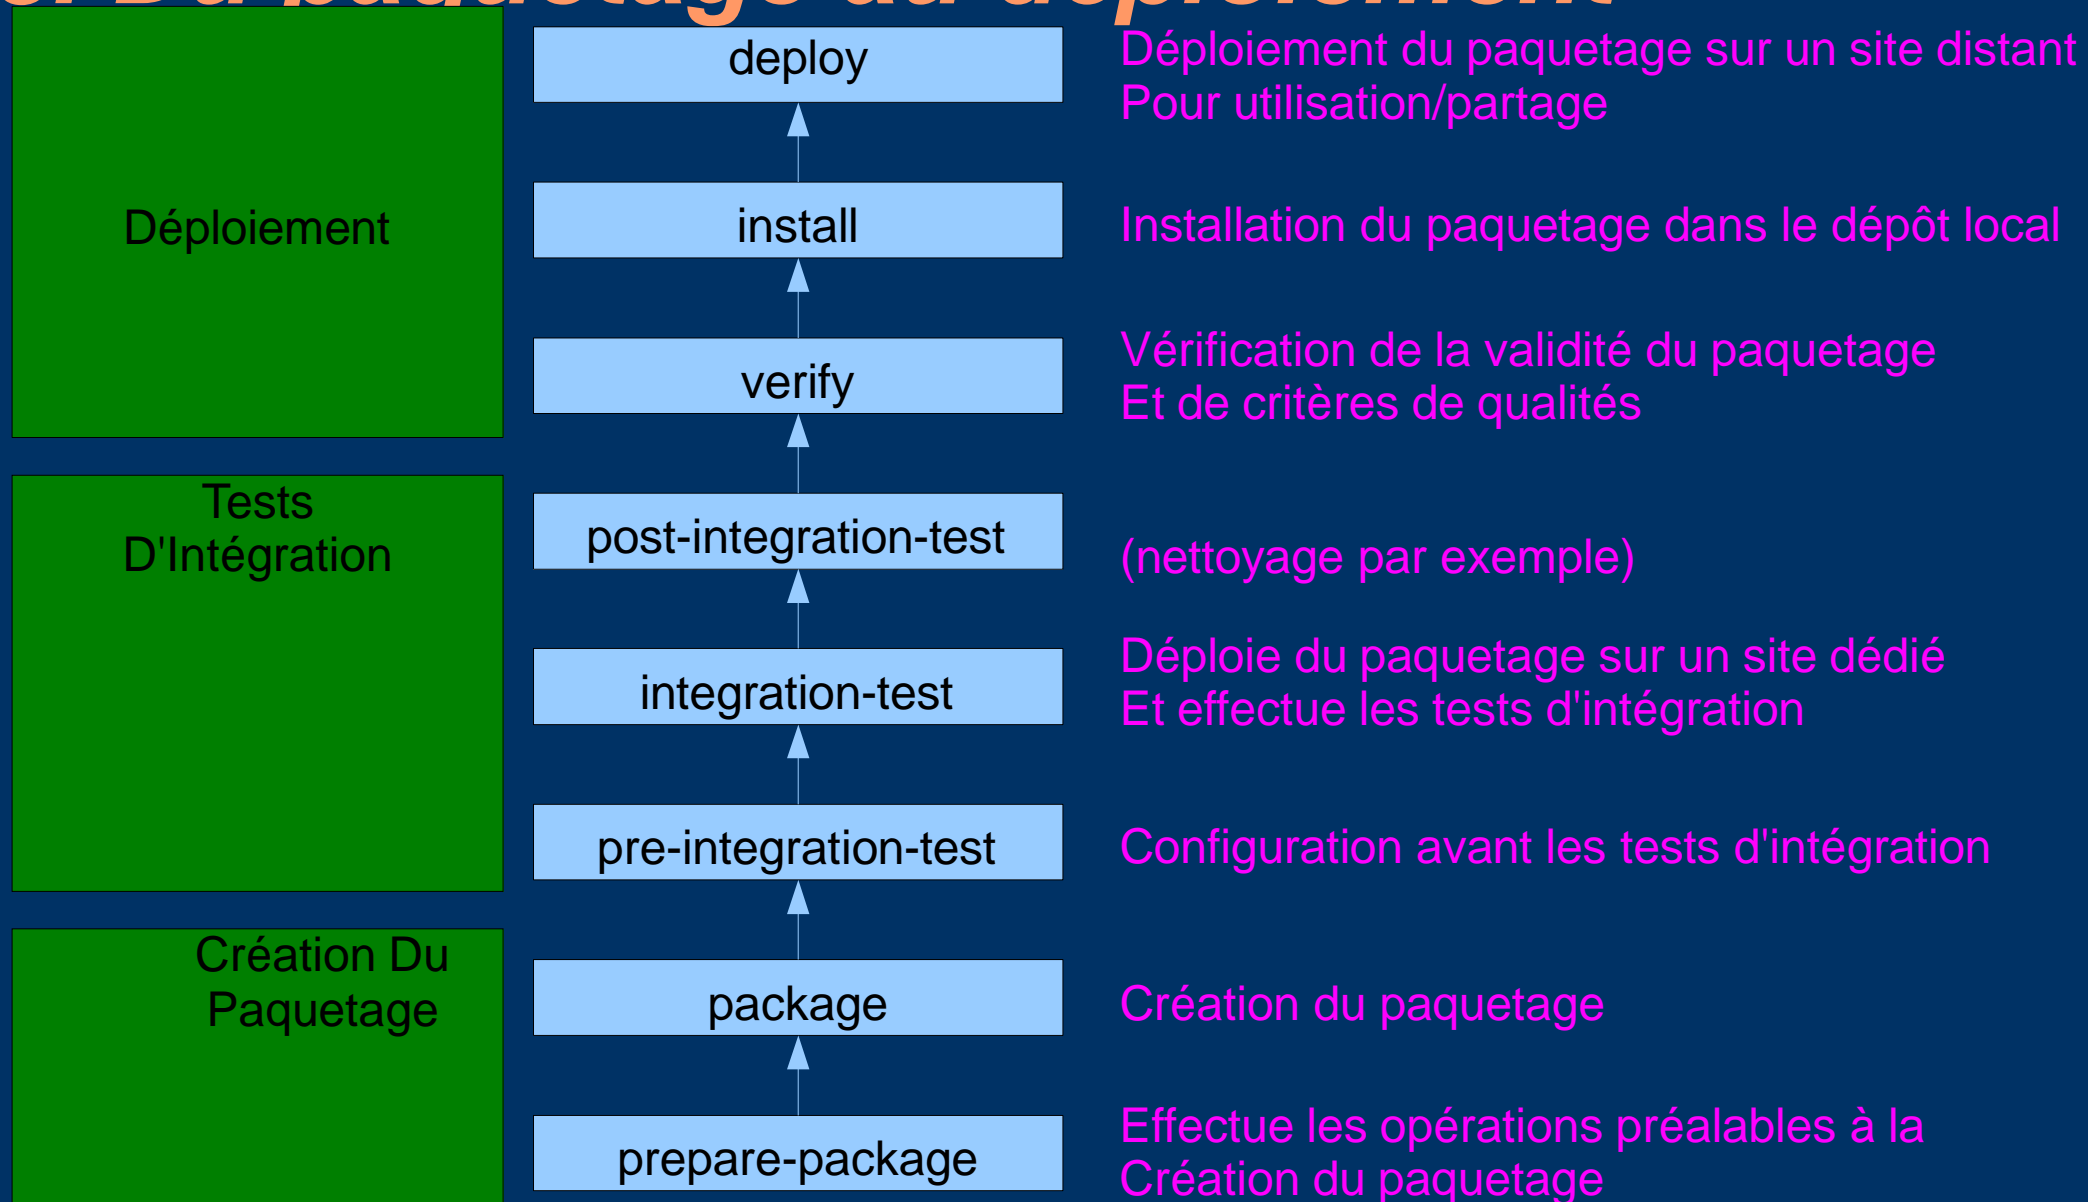 Du paquetage au déploiement
deploy
Déploiement du paquetage sur un site distant
Pour utilisation/partage
Déploiement
install
Installation du paquetage dans le dépôt local
verify
Vérification de la validité du paquetage
Et de critères de qualités
Tests
D'Intégration
post-integration-test
(nettoyage par exemple)
integration-test
Déploie du paquetage sur un site dédié
Et effectue les tests d'intégration
pre-integration-test
Configuration avant les tests d'intégration
Création Du
Paquetage
package
Création du paquetage
prepare-package
Effectue les opérations préalables à la
Création du paquetage